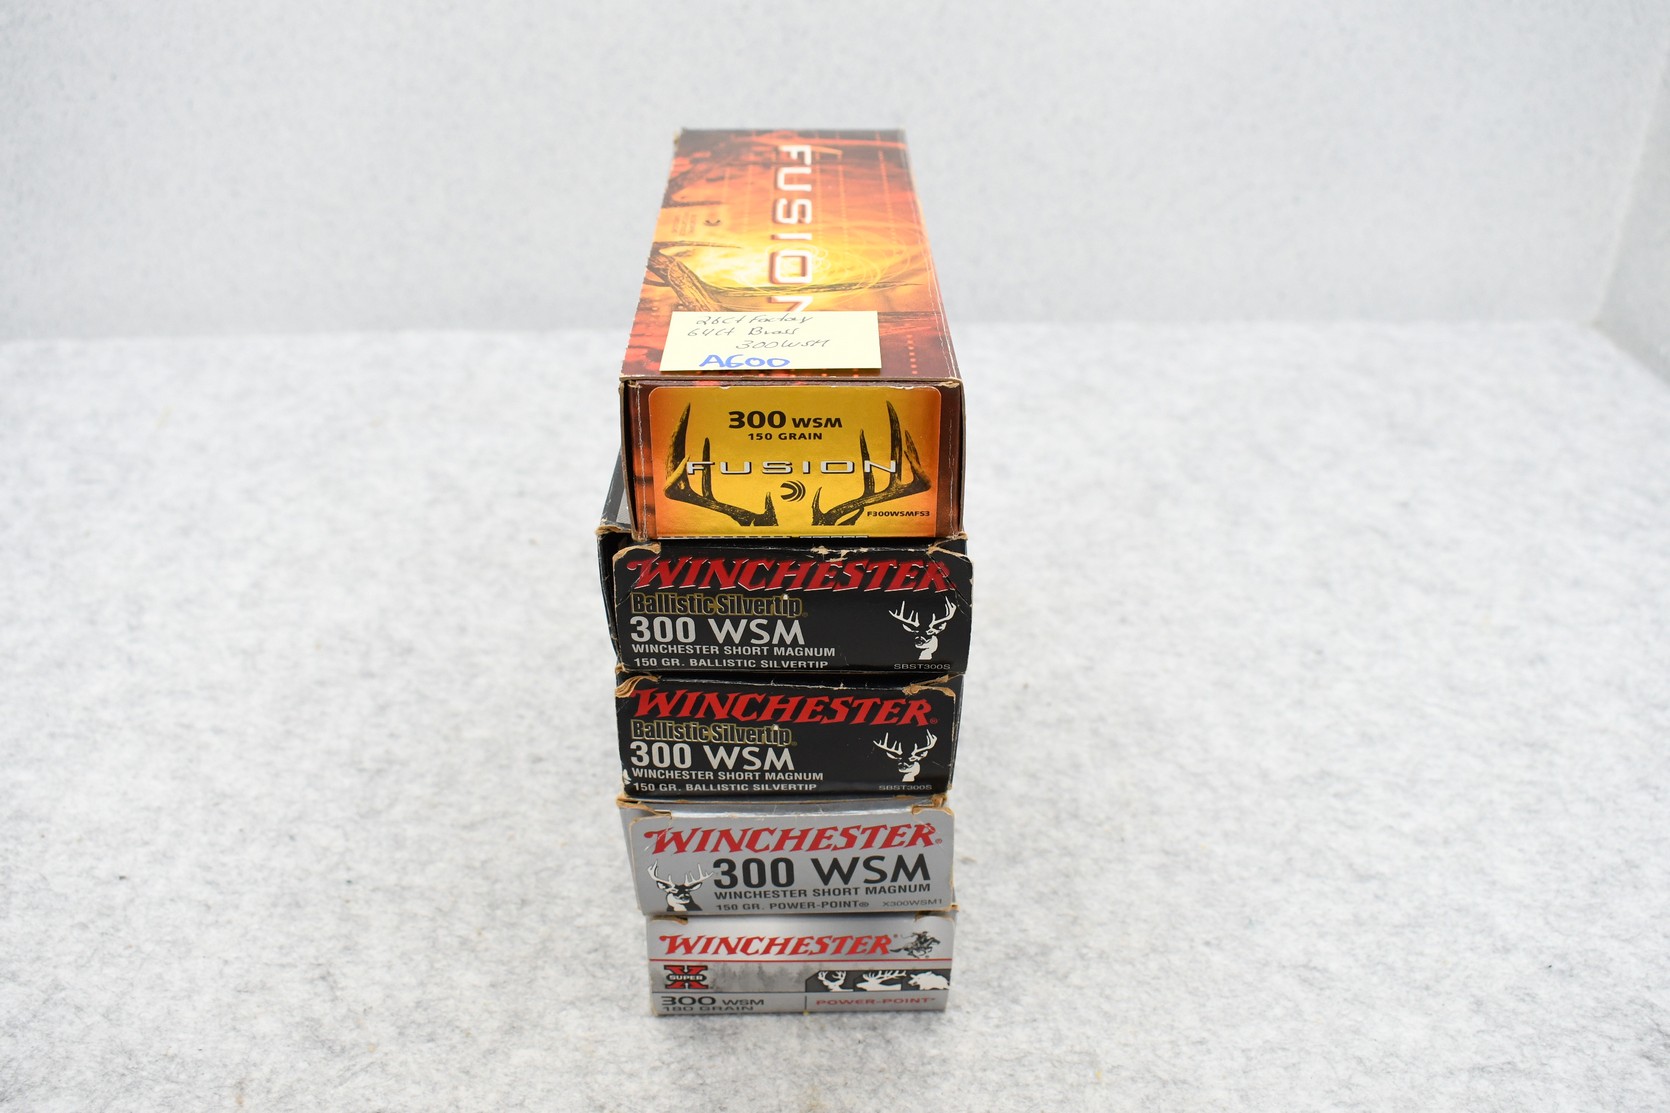 FUSION
26ct Factory
64ct Brass
300WSM
A600
300 WSM
150 GRAIN
FUSION
F300WSMFS3
WINCHESTER
Ballistic Silvertip®
300 WSM
WINCHESTER SHORT MAGNUM
150 GR. BALLISTIC SILVERTIP
SBST300S
WINCHESTER®
Ballistic Silvertip®
300 WSM
WINCHESTER SHORT MAGNUM
150 GR. BALLISTIC SILVERTIP
SBST300S
WINCHESTER®
300 WSM
WINCHESTER SHORT MAGNUM
150 GR. POWER-POINT® X300WSM1
WINCHESTER®
SUPER X
300 WSM
180 GRAIN
POWER-POINT®